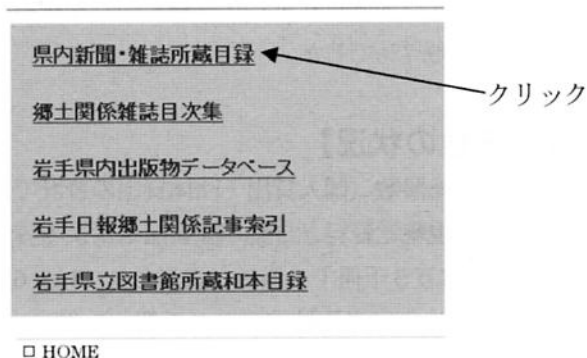 県内新聞・雑誌所蔵目録
クリック
郷土関係雑誌目次集
岩手県内出版物データベース
岩手日報郷土関係記事索引
岩手県立図書館所蔵和本目録
□ HOME